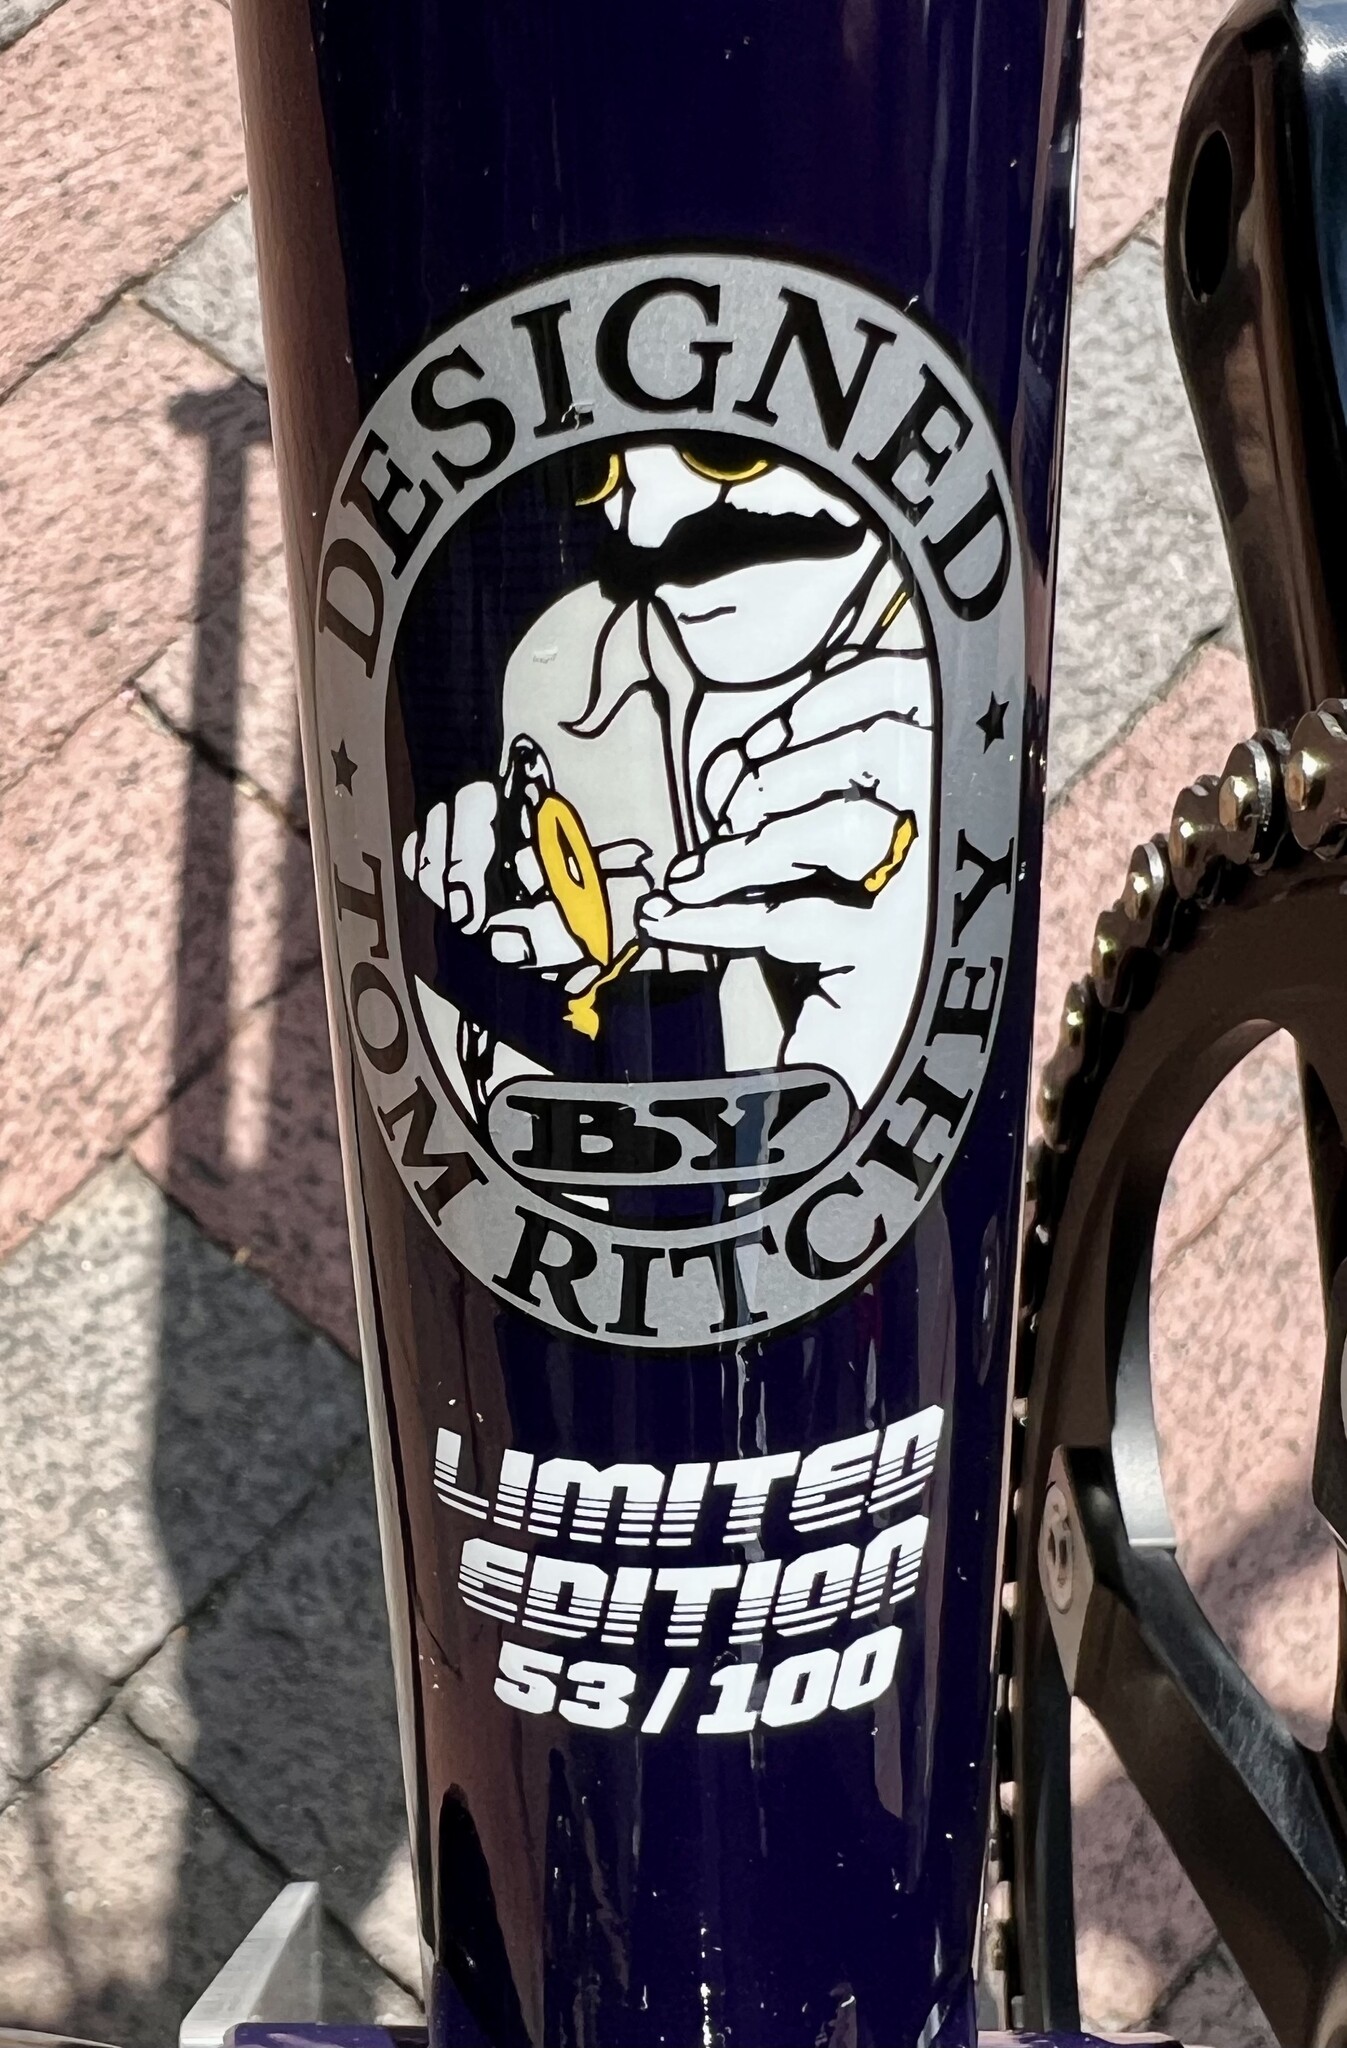 DESIGNED
BY
TOM RITCHEY
LIMITED
EDITION
53/100